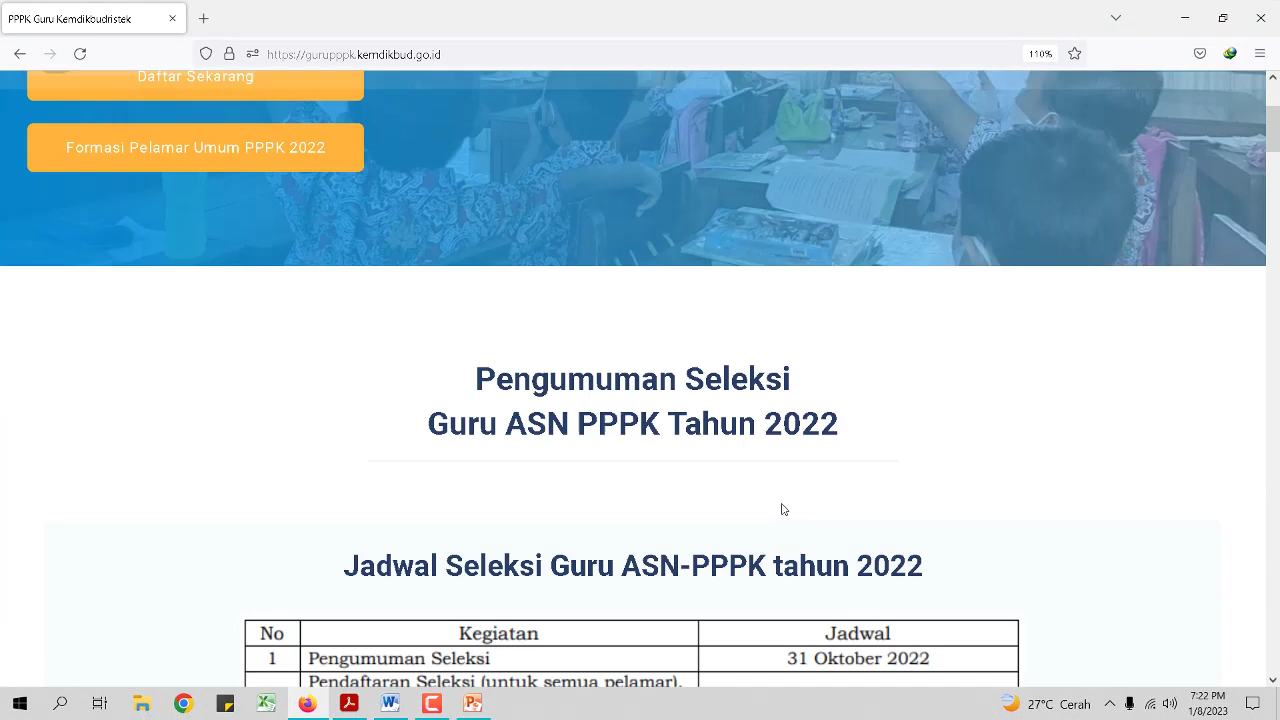 PPPK Guru Kemdikbudristek
https://gurupppk.kemdikbud.go.id
110%
Daftar Sekarang
Formasi Pelamar Umum PPPK 2022
Pengumuman Seleksi
Guru ASN PPPK Tahun 2022
Jadwal Seleksi Guru ASN-PPPK tahun 2022
No Kegiatan Jadwal
1 Pengumuman Seleksi 31 Oktober 2022
Pendaftaran Seleksi (untuk semua pelamar),
27°C Cerah
7:22 PM
1/8/2023